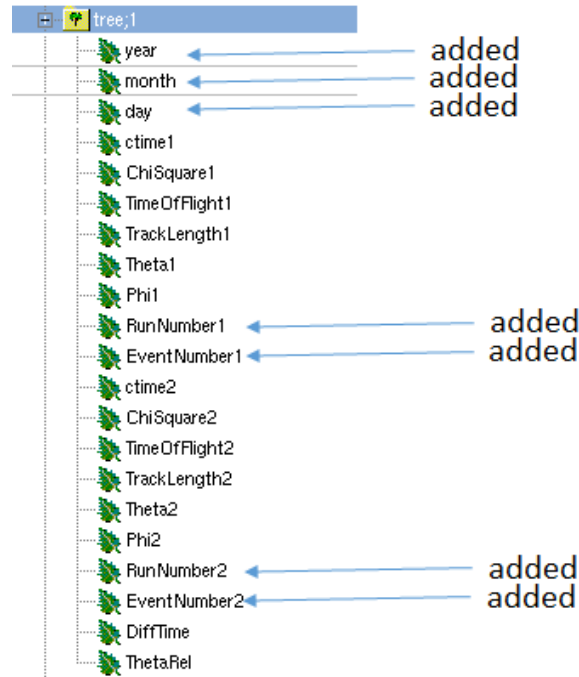 tree;1
year added
month added
day added
ctime1
ChiSquare1
TimeOfFlight1
TrackLength1
Theta1
Phi1
RunNumber1 added
EventNumber1 added
ctime2
ChiSquare2
TimeOfFlight2
TrackLength2
Theta2
Phi2
RunNumber2 added
EventNumber2 added
DiffTime
ThetaRel